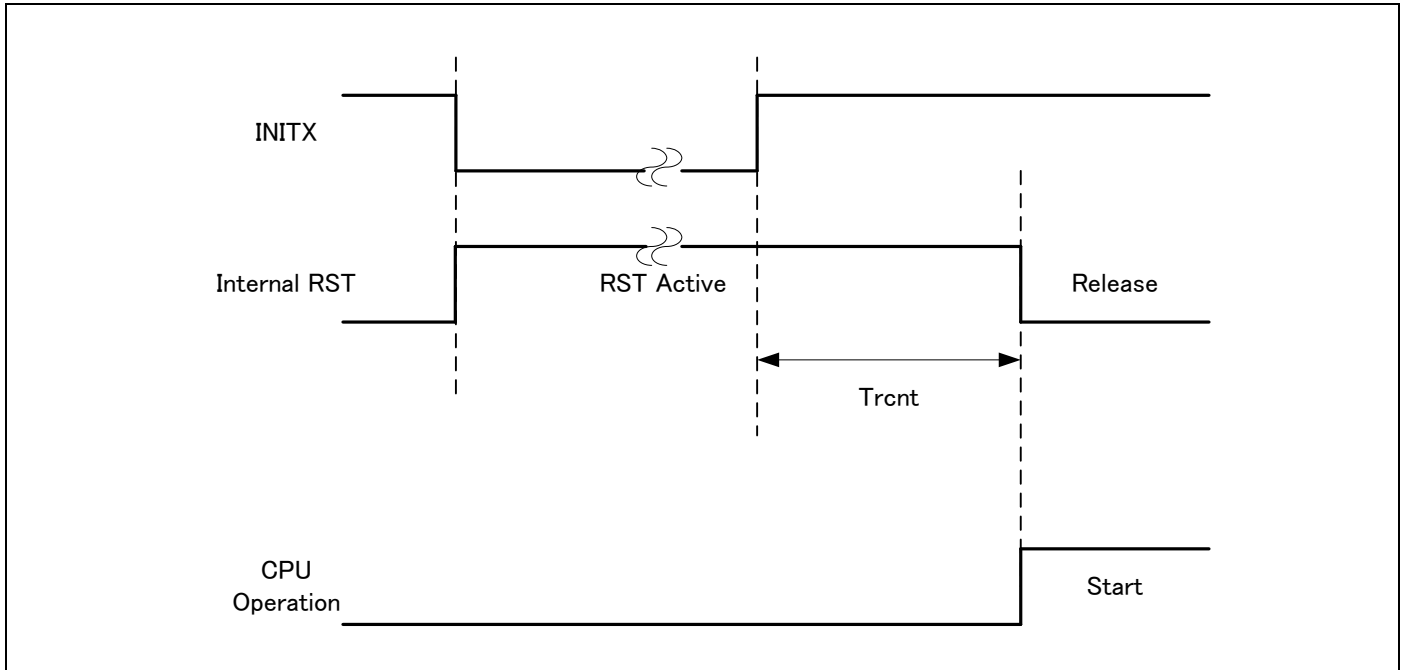 INITX
Internal RST
RST Active
Release
Trcnt
CPU
Operation
Start